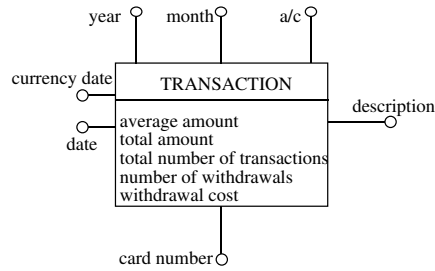 year month a/c
currency date
TRANSACTION
description
average amount
total amount
date
total number of transactions
number of withdrawals
withdrawal cost
card number